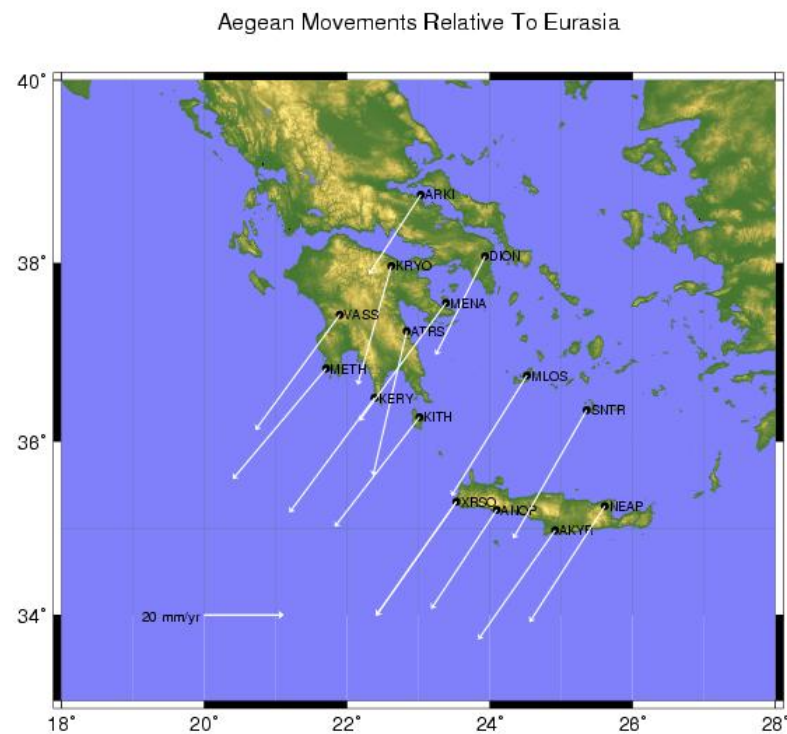 Aegean Movements Relative To Eurasia
40°
ARKI
38°
KRYO
DION
MENA
VASS
ATRS
METH
MLOS
KERY
SNTR
KITH
36°
XRSO
ANOP
NEAP
AKYR
34°
20 mm/yr
18°
20°
22°
24°
26°
28°